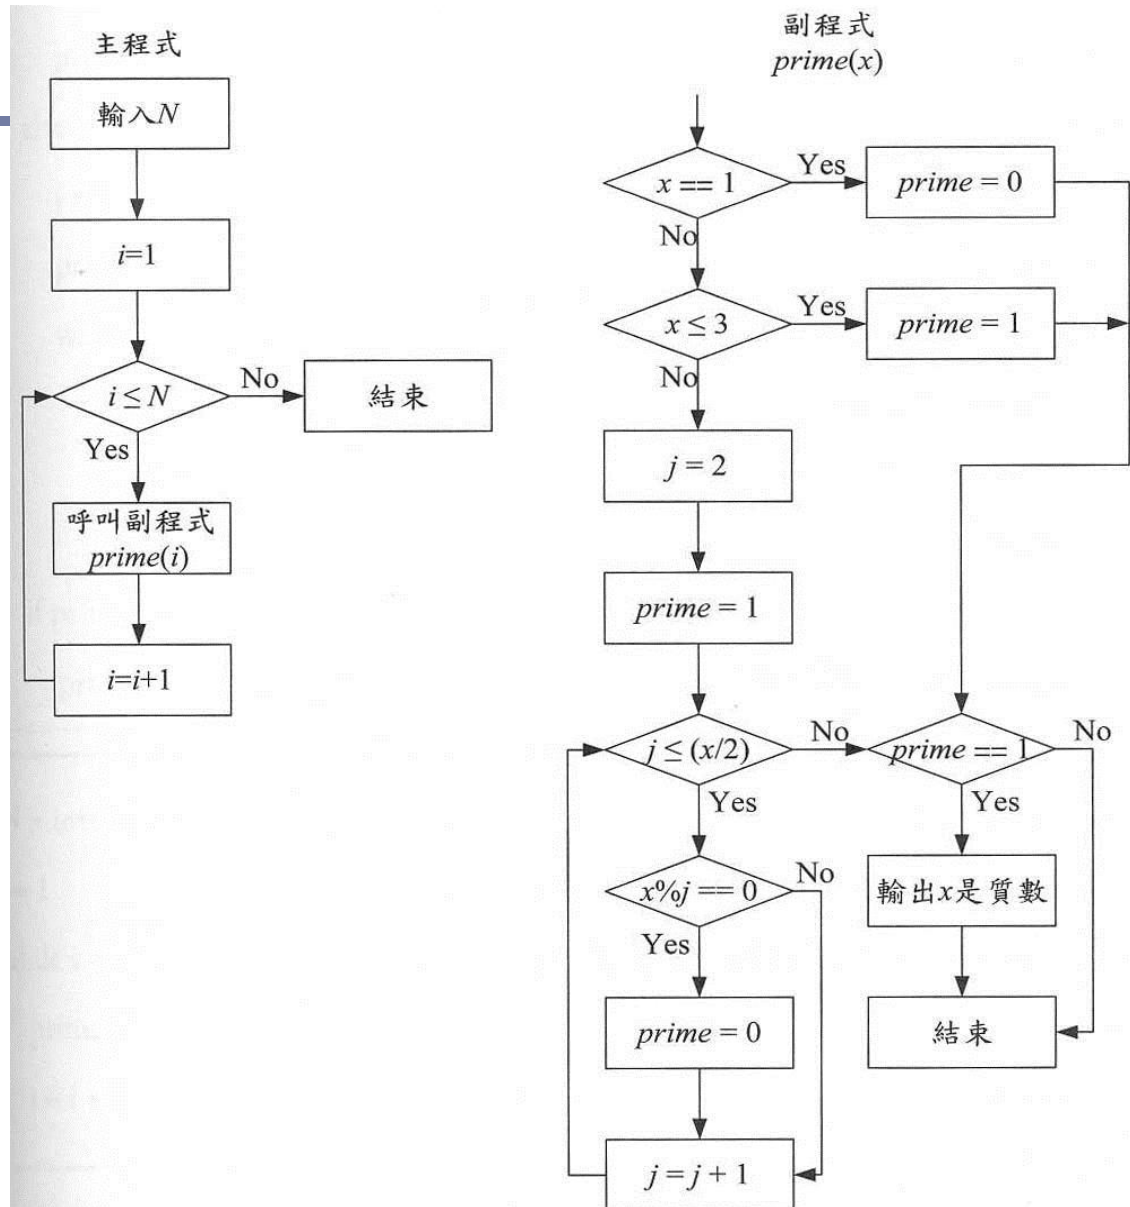 主程式
輸入N
i=1
i ≤ N
No
結束
Yes
呼叫副程式
prime(i)
i=i+1
副程式
prime(x)
x == 1
Yes
prime = 0
No
x ≤ 3
Yes
prime = 1
No
j = 2
prime = 1
j ≤ (x/2)
No
prime == 1
No
Yes
Yes
x%j == 0
No
輸出x是質數
Yes
prime = 0
結束
j = j + 1